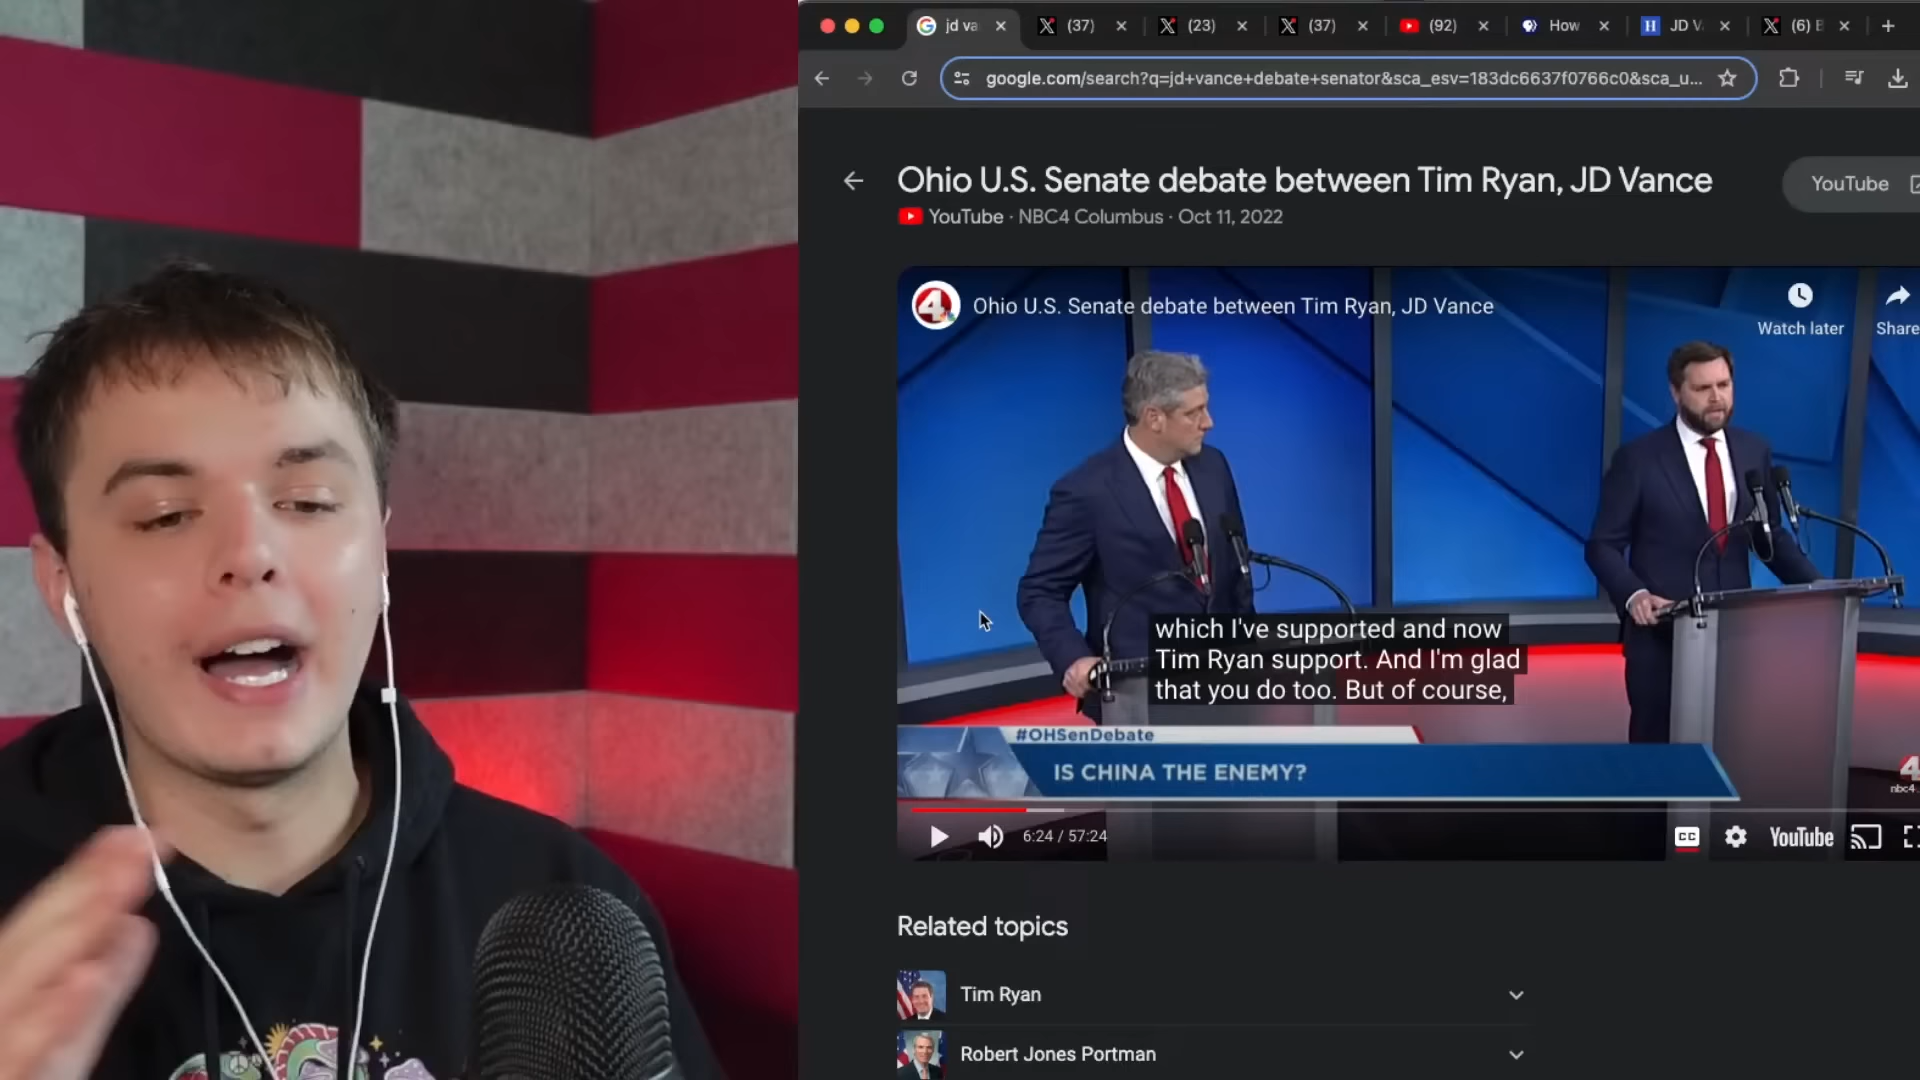 jd va
(37)
(23)
(37)
(92)
How
H
JD V
(6)
google.com/search?q=jd+vance+debate+senator&sca_esv=183dc6637f0766c0&sca_u...
Ohio U.S. Senate debate between Tim Ryan, JD Vance
YouTube
YouTube · NBC4 Columbus · Oct 11, 2022
4
Ohio U.S. Senate debate between Tim Ryan, JD Vance
Watch later
Share
which I've supported and now
Tim Ryan support. And I'm glad
that you do too. But of course,
#OHSenDebate
IS CHINA THE ENEMY?
4
nbc4
6:24 / 57:24
CC
YouTube
Related topics
Tim Ryan
Robert Jones Portman